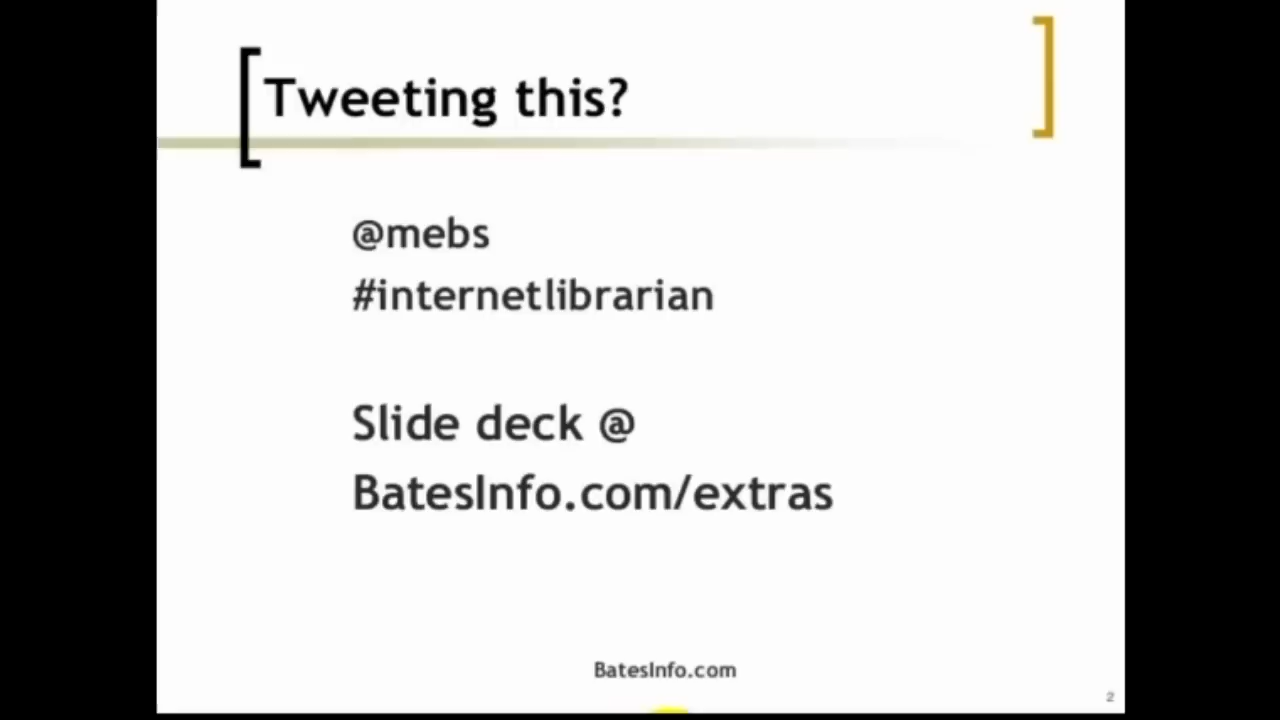 Tweeting this?
@mebs
#internetlibrarian
Slide deck @
BatesInfo.com/extras
BatesInfo.com
2